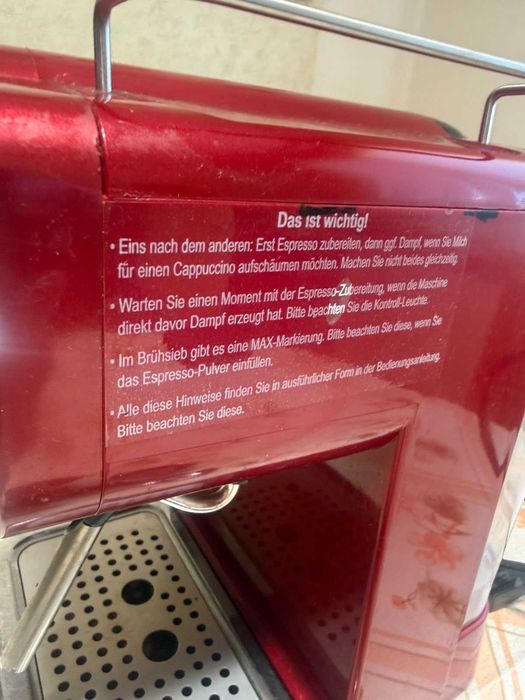 Das ist wichtig!
• Eins nach dem anderen: Erst Espresso zubereiten, dann ggf. Dampf, wenn Sie Milch
für einen Cappuccino aufschäumen möchten. Machen Sie nicht beides gleichzeitig.
• Warten Sie einen Moment mit der Espresso-Zubereitung, wenn die Maschine
direkt davor Dampf erzeugt hat. Bitte beachten Sie die Kontroll-Leuchte.
• Im Brühsieb gibt es eine MAX-Markierung. Bitte beachten Sie diese, wenn Sie
das Espresso-Pulver einfüllen.
• Alle diese Hinweise finden Sie in ausführlicher Form in der Bedienungsanleitung.
Bitte beachten Sie diese.